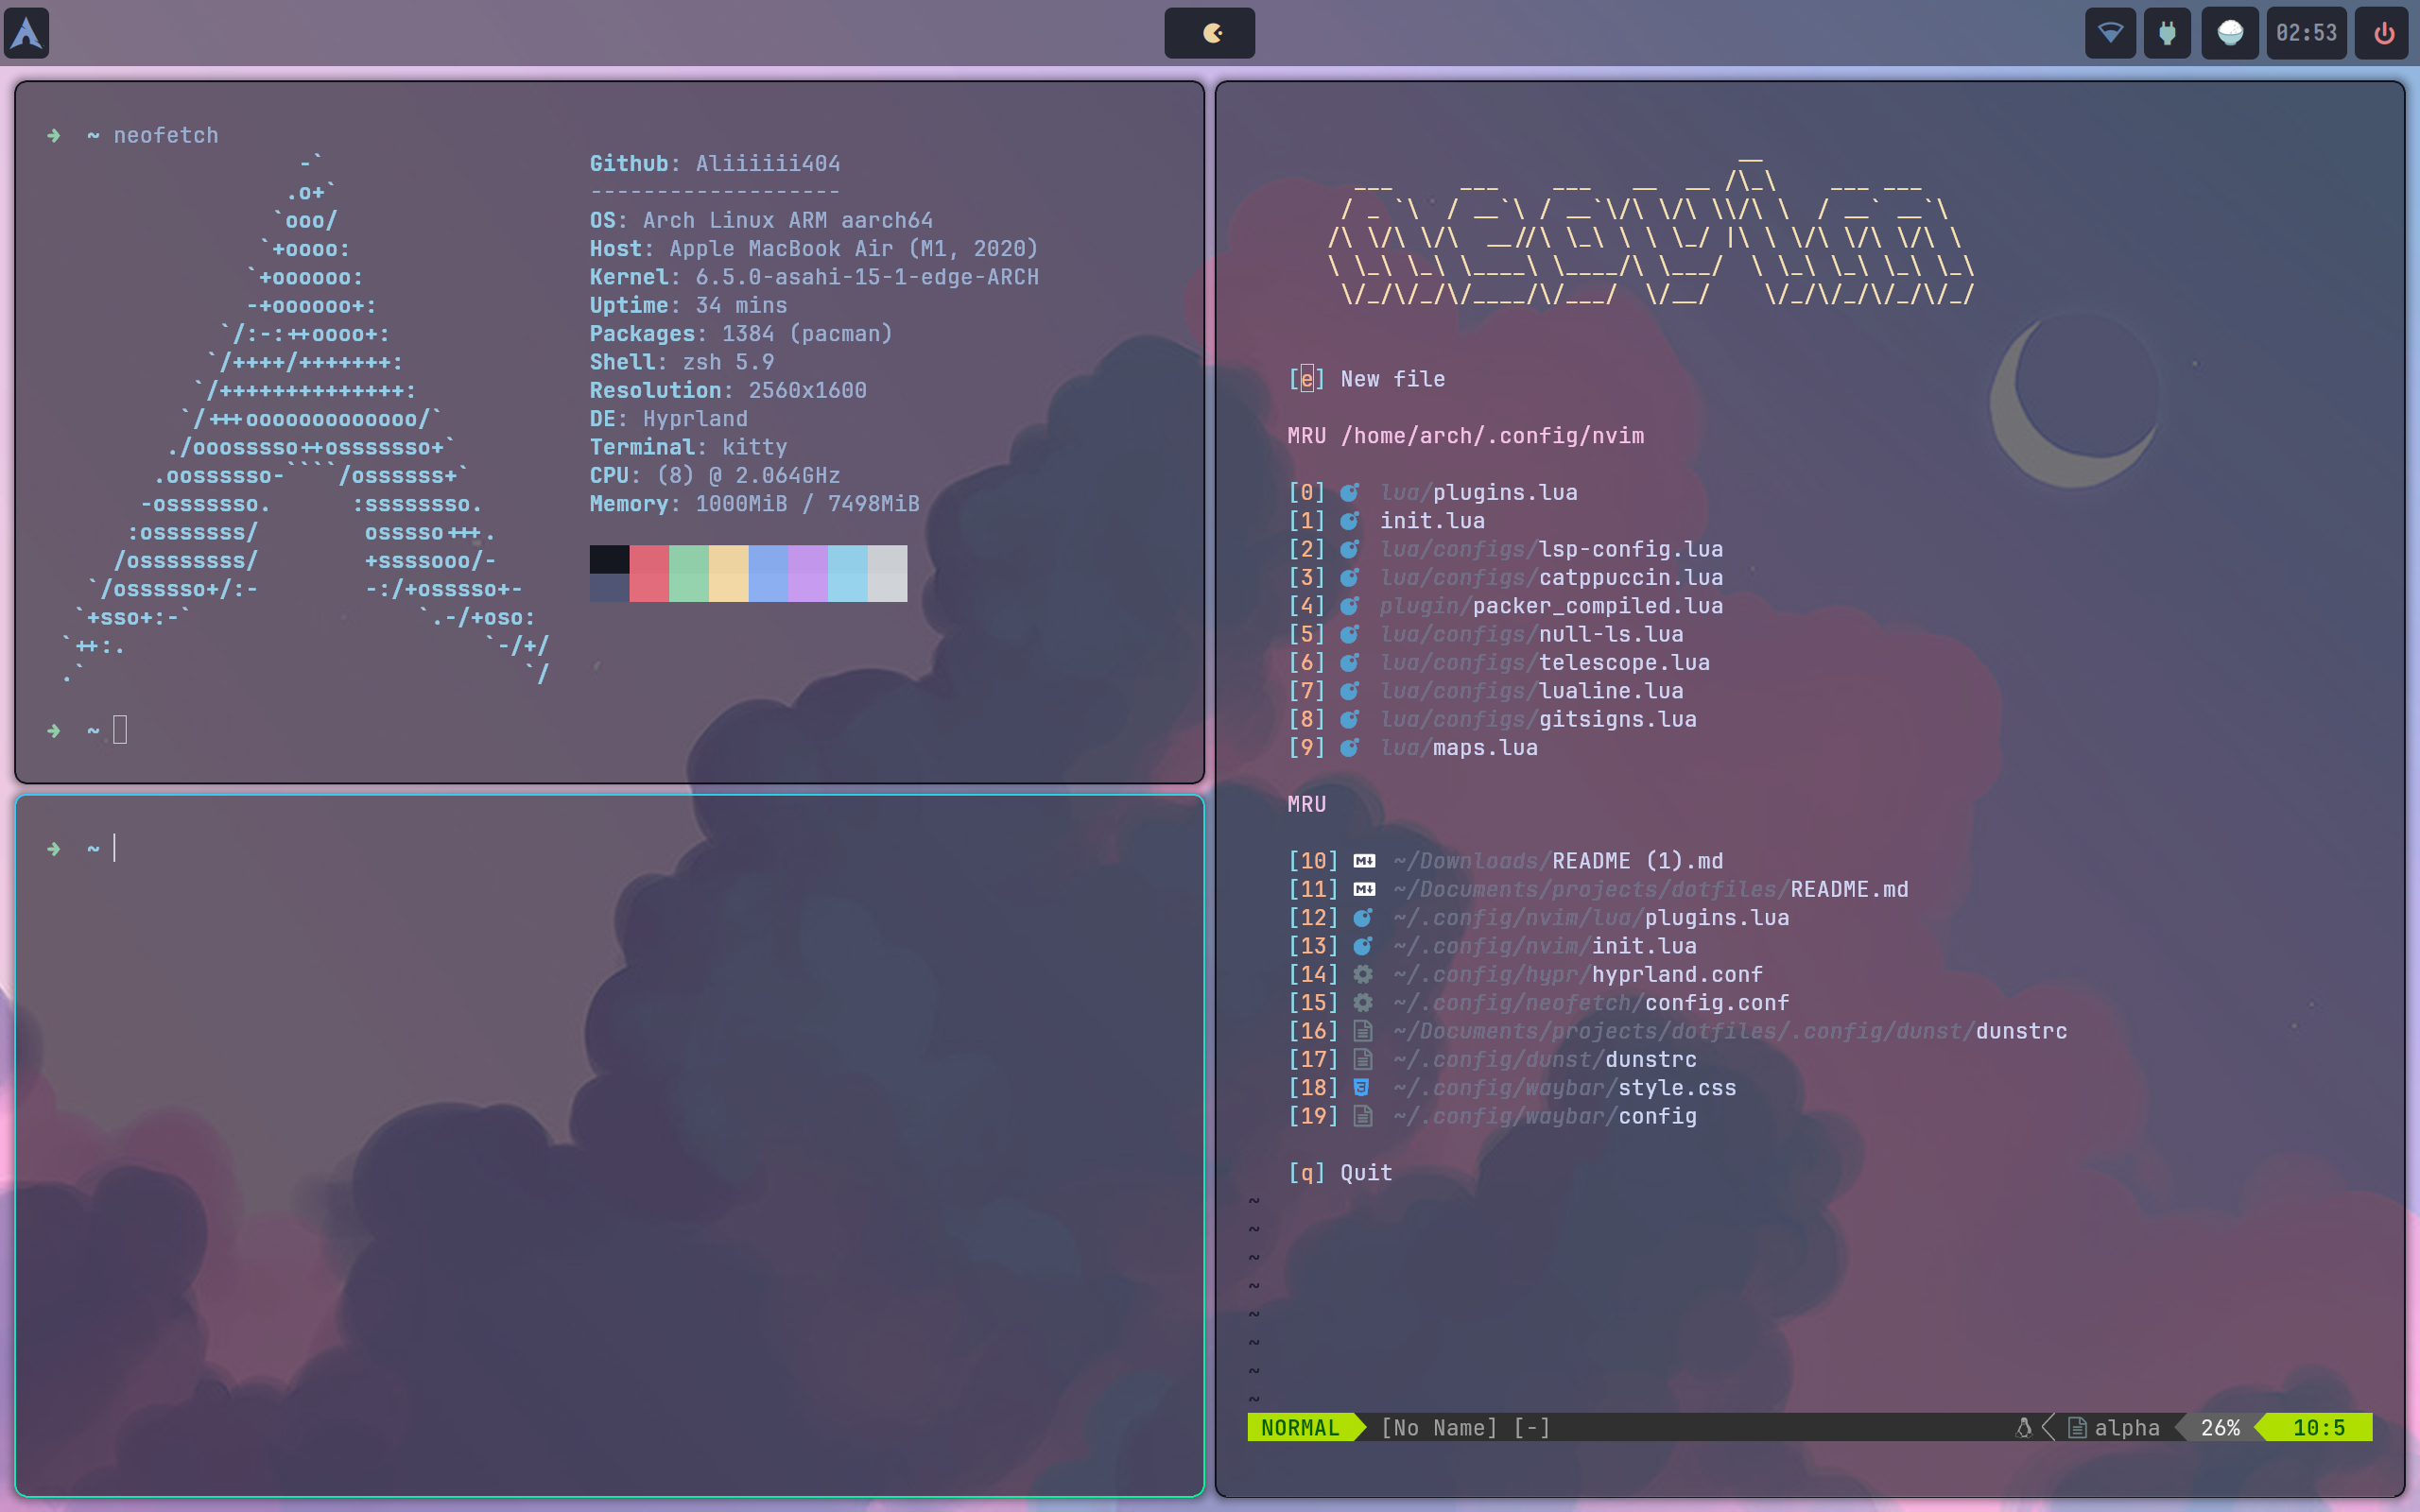 02:53
➜ ~ neofetch
Github: Aliiiiii404
-------------------
OS: Arch Linux ARM aarch64
Host: Apple MacBook Air (M1, 2020)
Kernel: 6.5.0-asahi-15-1-edge-ARCH
Uptime: 34 mins
Packages: 1384 (pacman)
Shell: zsh 5.9
Resolution: 2560x1600
DE: Hyprland
Terminal: kitty
CPU: (8) @ 2.064GHz
Memory: 1000MiB / 7498MiB
➜ ~
➜ ~
neovim
[e] New file
MRU /home/arch/.config/nvim
[0] lua/plugins.lua
[1] init.lua
[2] lua/configs/lsp-config.lua
[3] lua/configs/catppuccin.lua
[4] plugin/packer_compiled.lua
[5] lua/configs/null-ls.lua
[6] lua/configs/telescope.lua
[7] lua/configs/lualine.lua
[8] lua/configs/gitsigns.lua
[9] lua/maps.lua
MRU
[10] ~/Downloads/README (1).md
[11] ~/Documents/projects/dotfiles/README.md
[12] ~/.config/nvim/lua/plugins.lua
[13] ~/.config/nvim/init.lua
[14] ~/.config/hypr/hyprland.conf
[15] ~/.config/neofetch/config.conf
[16] ~/Documents/projects/dotfiles/.config/dunst/dunstrc
[17] ~/.config/dunst/dunstrc
[18] ~/.config/waybar/style.css
[19] ~/.config/waybar/config
[q] Quit
~
~
~
~
~
~
~
~
NORMAL [No Name] [-] alpha 26% 10:5